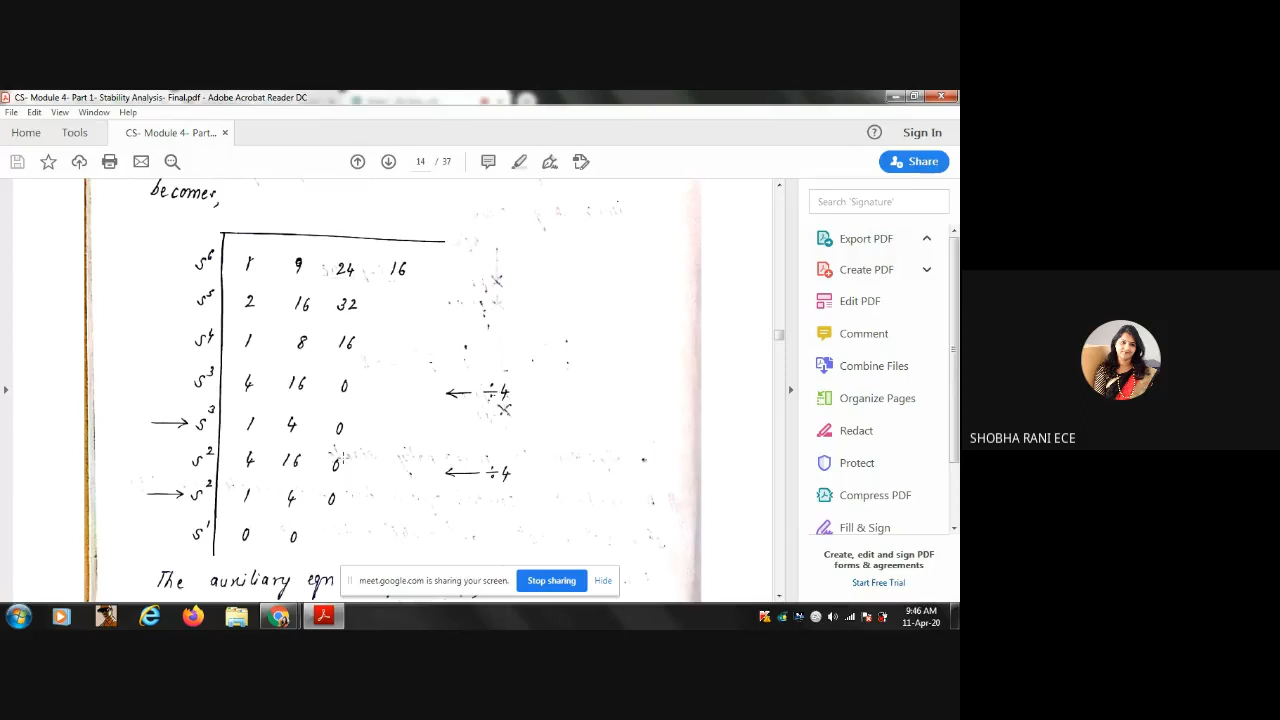 CS- Module 4- Part 1- Stability Analysis- Final.pdf - Adobe Acrobat Reader DC
File Edit View Window Help
Home Tools CS- Module 4- Part... × Sign In
14 / 37 Share
becomes,
s⁶ 1 9 24 16
s⁵ 2 16 32
s⁴ 1 8 16
s³ 4 16 0 ← ÷4
→ s³ 1 4 0
s² 4 16 0 ← ÷4
→ s² 1 4 0
s¹ 0 0
The auxiliary eqn
meet.google.com is sharing your screen. Stop sharing Hide
Search 'Signature'
Export PDF
Create PDF
Edit PDF
Comment
Combine Files
Organize Pages
Redact
Protect
Compress PDF
Fill & Sign
Store, edit and sign PDF
forms & agreements
Start Free Trial
9:46 AM
11-Apr-20
SHOBHA RANI ECE